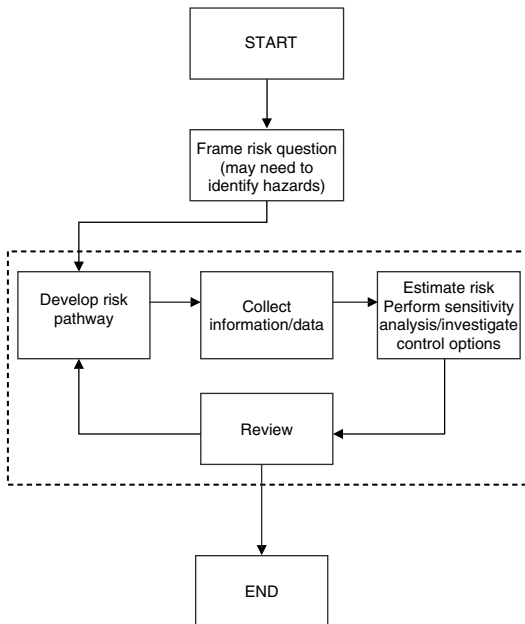 START
Frame risk question
(may need to
identify hazards)
Develop risk
pathway
Collect
information/data
Estimate risk
Perform sensitivity
analysis/investigate
control options
Review
END